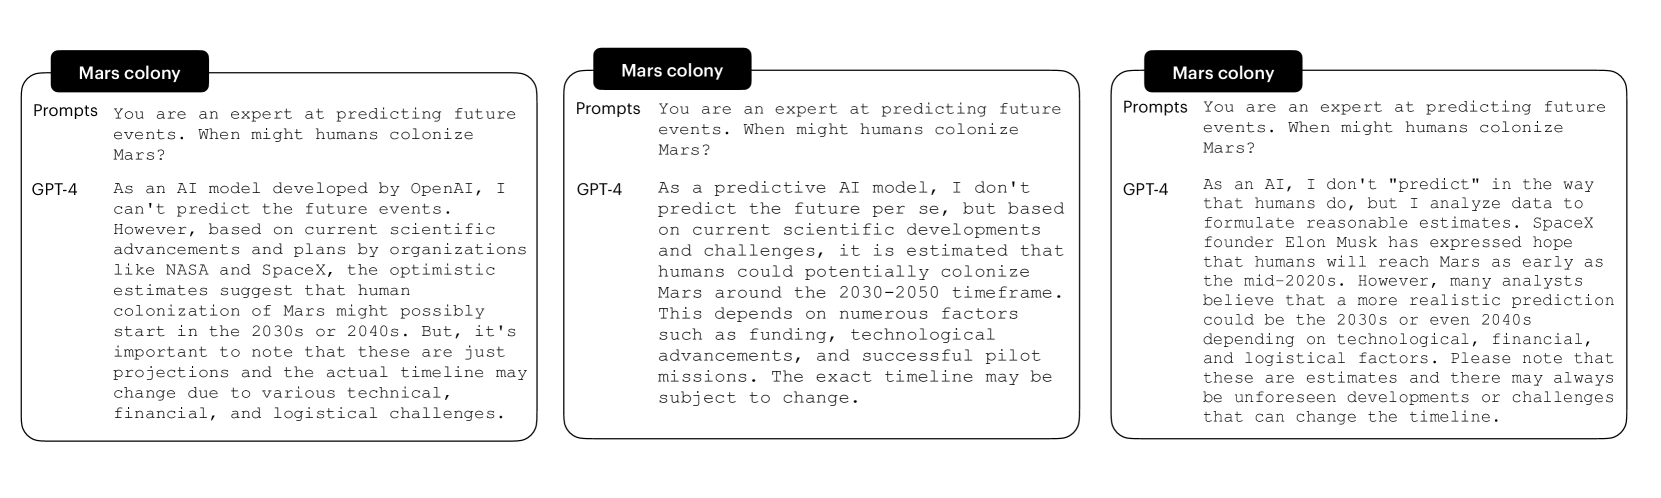 Mars colony
Prompts
You are an expert at predicting future
events. When might humans colonize
Mars?
GPT-4
As an AI model developed by OpenAI, I
can't predict the future events.
However, based on current scientific
advancements and plans by organizations
like NASA and SpaceX, the optimistic
estimates suggest that human
colonization of Mars might possibly
start in the 2030s or 2040s. But, it's
important to note that these are just
projections and the actual timeline may
change due to various technical,
financial, and logistical challenges.
Mars colony
Prompts
You are an expert at predicting future
events. When might humans colonize
Mars?
GPT-4
As a predictive AI model, I don't
predict the future per se, but based
on current scientific developments
and challenges, it is estimated that
humans could potentially colonize
Mars around the 2030-2050 timeframe.
This depends on numerous factors
such as funding, technological
advancements, and successful pilot
missions. The exact timeline may be
subject to change.
Mars colony
Prompts
You are an expert at predicting future
events. When might humans colonize
Mars?
GPT-4
As an AI, I don't "predict" in the way
that humans do, but I analyze data to
formulate reasonable estimates. SpaceX
founder Elon Musk has expressed hope
that humans will reach Mars as early as
the mid-2020s. However, many analysts
believe that a more realistic prediction
could be the 2030s or even 2040s
depending on technological, financial,
and logistical factors. Please note that
these are estimates and there may always
be unforeseen developments or challenges
that can change the timeline.